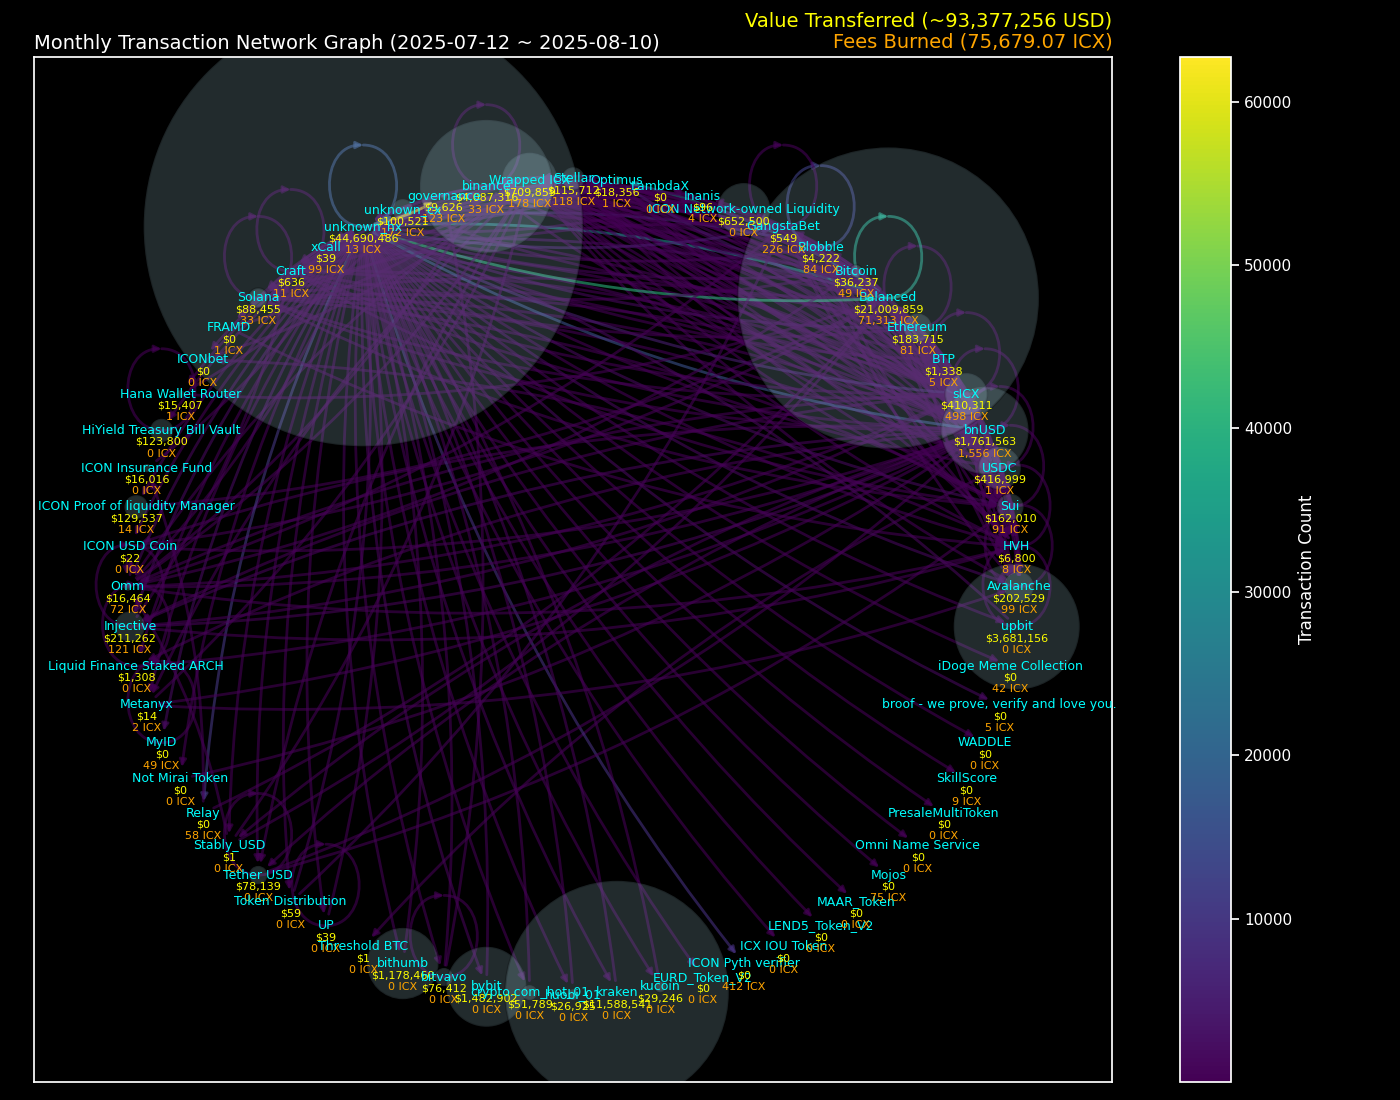 Value Transferred (~93,377,256 USD)
Monthly Transaction Network Graph (2025-07-12 ~ 2025-08-10)
Fees Burned (75,679.07 ICX)
Wrapped ICX
$709,859
178 ICX
Stellar
$115,712
118 ICX
Optimus
$18,356
1 ICX
LambdaX
$0
0 ICX
Inanis
$96
4 ICX
ICON Network-owned Liquidity
$652,500
0 ICX
GangstaBet
$549
226 ICX
Blobble
$4,222
84 ICX
Bitcoin
$36,237
49 ICX
Balanced
$21,009,859
71,313 ICX
Ethereum
$183,715
81 ICX
BTP
$1,338
5 ICX
sICX
$410,311
498 ICX
bnUSD
$1,761,563
1,556 ICX
USDC
$416,999
1 ICX
Sui
$162,010
91 ICX
HVH
$6,800
8 ICX
Avalanche
$202,529
99 ICX
upbit
$3,681,156
0 ICX
iDoge Meme Collection
$0
42 ICX
broof - we prove, verify and love you.
$0
5 ICX
WADDLE
$0
0 ICX
SkillScore
$0
9 ICX
PresaleMultiToken
$0
0 ICX
Omni Name Service
$0
0 ICX
Mojos
$0
75 ICX
MAAR_Token
$0
0 ICX
LEND5_Token_V2
$0
0 ICX
ICX IOU Token
$0
0 ICX
ICON Pyth verifier
$0
412 ICX
EURD_Token_V2
$0
0 ICX
kucoin
$29,246
0 ICX
kraken
$11,588,541
0 ICX
huobi_01
$26,925
0 ICX
crypto.com_hot_01
$51,789
0 ICX
bybit
$1,482,902
0 ICX
bitvavo
$76,412
0 ICX
bithumb
$1,178,460
0 ICX
Threshold BTC
$1
0 ICX
UP
$39
0 ICX
Token Distribution
$59
0 ICX
Tether USD
$78,139
0 ICX
Stably_USD
$1
0 ICX
Relay
$0
58 ICX
Not Mirai Token
$0
0 ICX
MyID
$0
49 ICX
Metanyx
$14
2 ICX
Liquid Finance Staked ARCH
$1,308
0 ICX
Injective
$211,262
121 ICX
Omm
$16,464
72 ICX
ICON USD Coin
$22
0 ICX
ICON Proof of liquidity Manager
$129,537
14 ICX
ICON Insurance Fund
$16,016
0 ICX
HiYield Treasury Bill Vault
$123,800
0 ICX
Hana Wallet Router
$15,407
1 ICX
ICONbet
$0
0 ICX
FRAMD
$0
1 ICX
Solana
$88,455
33 ICX
Craft
$636
11 ICX
xCall
$39
99 ICX
unknown_hx
$44,690,486
13 ICX
unknown
$100,521
ICX
governance
$9,626
123 ICX
binance
$4,087,316
33 ICX
60000
50000
40000
30000
20000
10000
Transaction Count